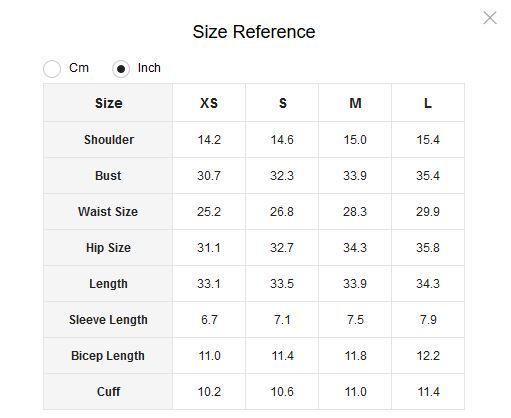 Size Reference
Cm Inch
Size XS S M L
Shoulder 14.2 14.6 15.0 15.4
Bust 30.7 32.3 33.9 35.4
Waist Size 25.2 26.8 28.3 29.9
Hip Size 31.1 32.7 34.3 35.8
Length 33.1 33.5 33.9 34.3
Sleeve Length 6.7 7.1 7.5 7.9
Bicep Length 11.0 11.4 11.8 12.2
Cuff 10.2 10.6 11.0 11.4